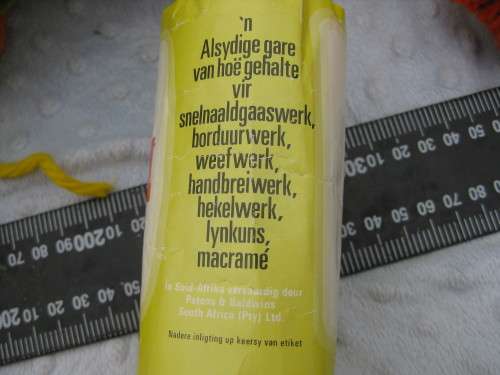 'n
Alsydige gare
van hoë gehalte
vir
snelnaaldgaaswerk,
borduurwerk,
weefwerk,
handbreiwerk,
hekelwerk,
lynkuns,
macramé
In Suid-Afrika vervaardig deur
Patons & Baldwins
South Africa (Pty) Ltd.
Nadere inligting op keersy van etiket